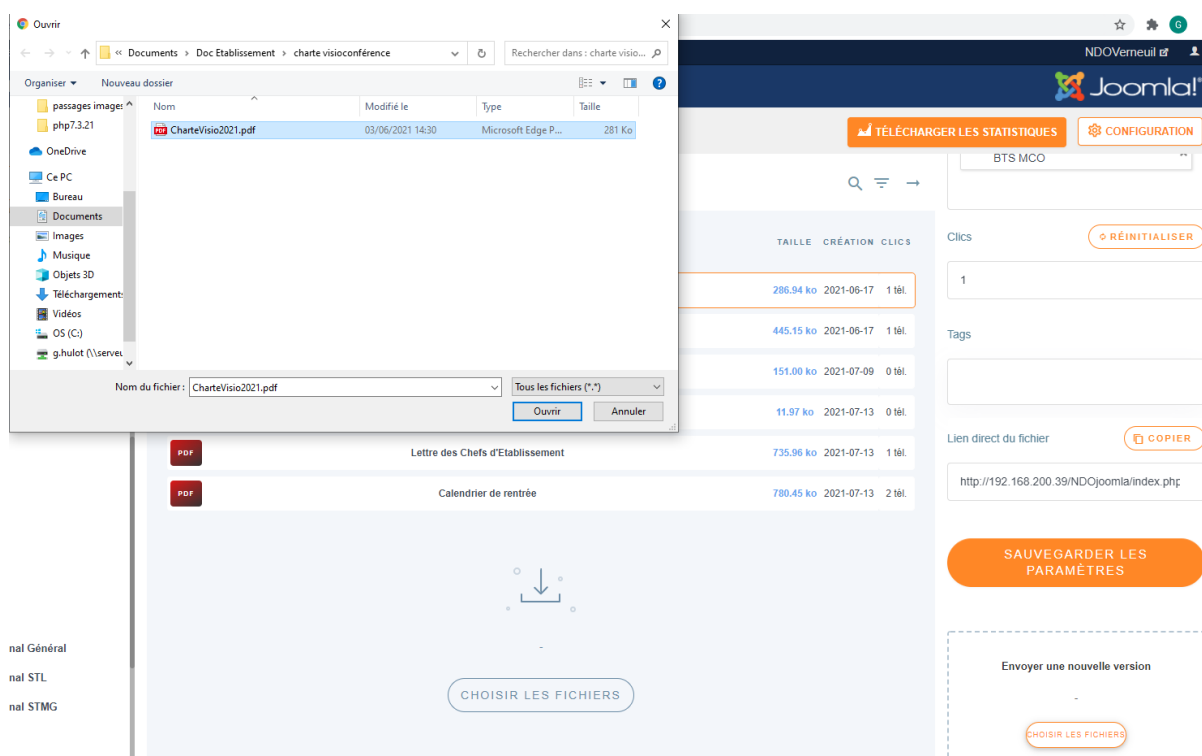 Ouvrir
« Documents > Doc Etablissement > charte visioconférence
Rechercher dans : charte visio...
Organiser
Nouveau dossier
passages images
php7.3.21
OneDrive
Ce PC
Bureau
Documents
Images
Musique
Objets 3D
Téléchargements
Vidéos
OS (C:)
g.hulot (\\serveu
Nom
Modifié le
Type
Taille
CharteVisio2021.pdf
03/06/2021 14:30
Microsoft Edge P...
281 Ko
Nom du fichier :
CharteVisio2021.pdf
Tous les fichiers (*.*)
Ouvrir
Annuler
G
NDOVerneuil
Joomla!®
TÉLÉCHARGER LES STATISTIQUES
CONFIGURATION
TAILLE CRÉATION CLICS
286.94 ko 2021-06-17 1 tél.
445.15 ko 2021-06-17 1 tél.
151.00 ko 2021-07-09 0 tél.
11.97 ko 2021-07-13 0 tél.
PDF Lettre des Chefs d'Etablissement 735.96 ko 2021-07-13 1 tél.
PDF Calendrier de rentrée 780.45 ko 2021-07-13 2 tél.
-
CHOISIR LES FICHIERS
nal Général
nal STL
nal STMG
BTS MCO
Clics
RÉINITIALISER
1
Tags
Lien direct du fichier
COPIER
http://192.168.200.39/NDOjoomla/index.php
SAUVEGARDER LES
PARAMÈTRES
Envoyer une nouvelle version
-
CHOISIR LES FICHIERS